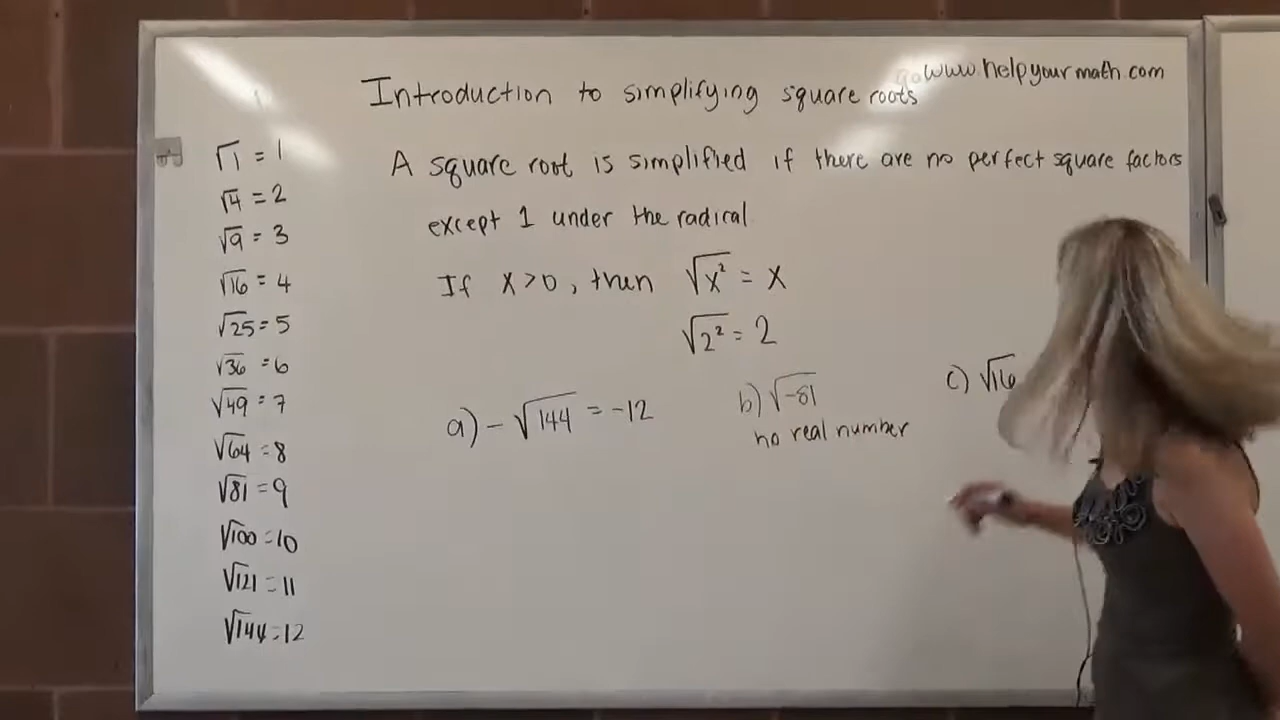 www.helpyourmath.com
Introduction to simplifying square roots
√1 = 1
√4 = 2
√9 = 3
√16 = 4
√25 = 5
√36 = 6
√49 = 7
√64 = 8
√81 = 9
√100 = 10
√121 = 11
√144 = 12
A square root is simplified if there are no perfect square factors
except 1 under the radical
If x > 0, then √x² = x
√2² = 2
a) - √144 = -12
b) √-81
no real number
c) √16